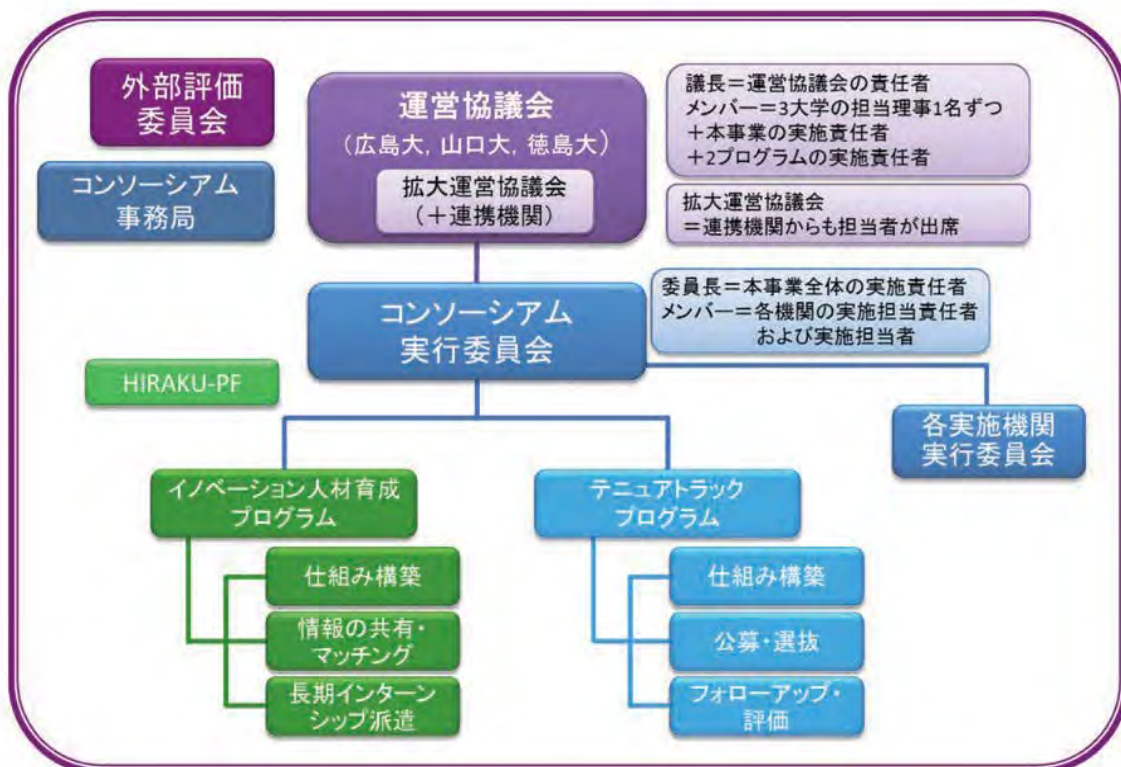 外部評価
委員会
コンソーシアム
事務局
運営協議会
(広島大, 山口大, 徳島大)
拡大運営協議会
(+連携機関)
議長=運営協議会の責任者
メンバー=3大学の担当理事1名ずつ
+本事業の実施責任者
+2プログラムの実施責任者
拡大運営協議会
=連携機関からも担当者が出席
コンソーシアム
実行委員会
委員長=本事業全体の実施責任者
メンバー=各機関の実施担当責任者
および実施担当者
HIRAKU-PF
各実施機関
実行委員会
イノベーション人材育成
プログラム
仕組み構築
情報の共有・
マッチング
長期インターン
シップ派遣
テニュアトラック
プログラム
仕組み構築
公募・選抜
フォローアップ・
評価